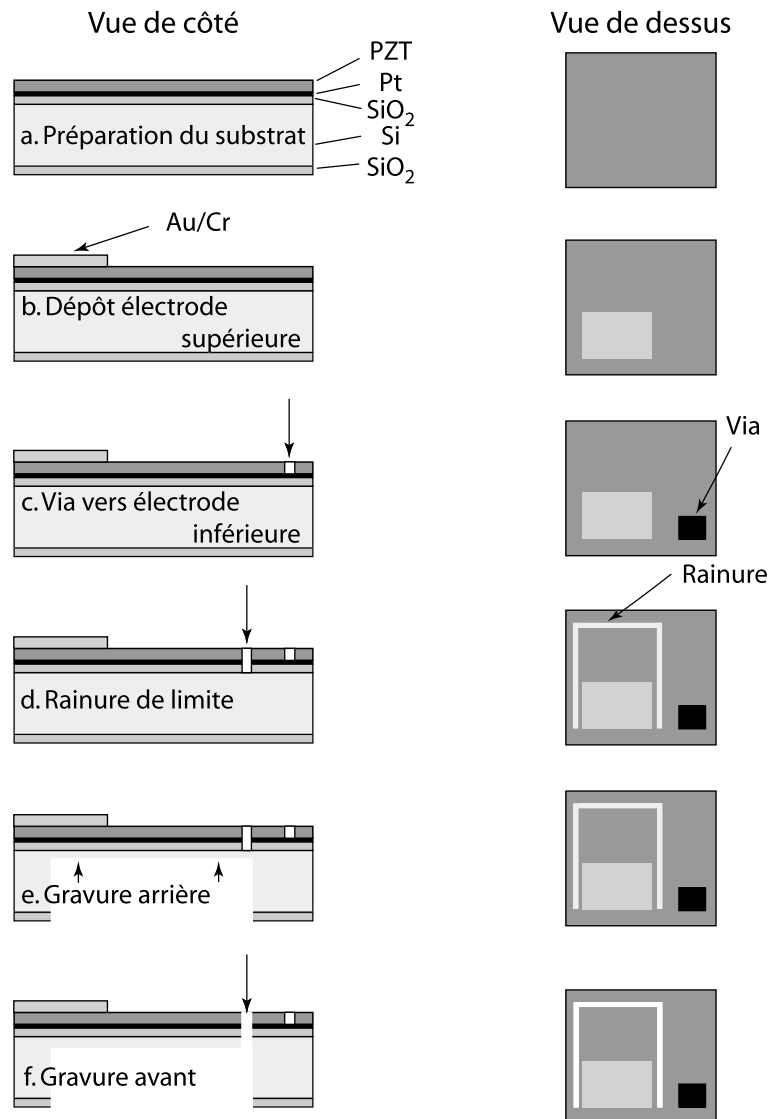 Vue de côté
Vue de dessus
PZT
Pt
SiO2
a. Préparation du substrat
Si
SiO2
Au/Cr
b. Dépôt électrode
supérieure
Via
c. Via vers électrode
inférieure
Rainure
d. Rainure de limite
e. Gravure arrière
f. Gravure avant